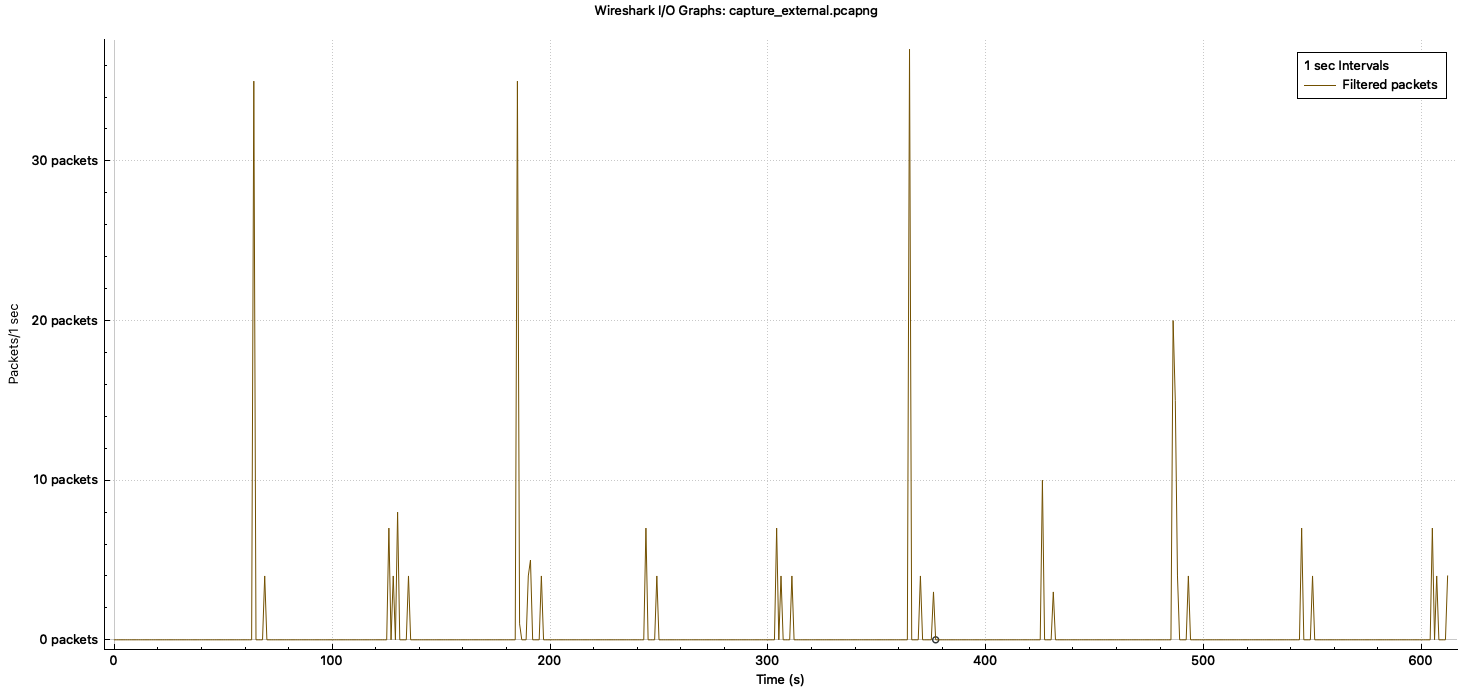 Wireshark I/O Graphs: capture_external.pcapng
1 sec Intervals
Filtered packets
30 packets
20 packets
10 packets
0 packets
Packets/1 sec
0 100 200 300 400 500 600
Time (s)